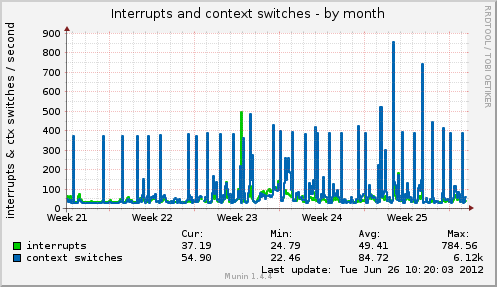 Interrupts and context switches - by month
RRDTOOL / TOBI OETIKER
interrupts & ctx switches / second
900
800
700
600
500
400
300
200
100
0
Week 21 Week 22 Week 23 Week 24 Week 25
Cur: Min: Avg: Max:
interrupts 37.19 24.79 49.41 784.56
context switches 54.90 22.46 84.72 6.12k
Last update: Tue Jun 26 10:20:03 2012
Munin 1.4.4